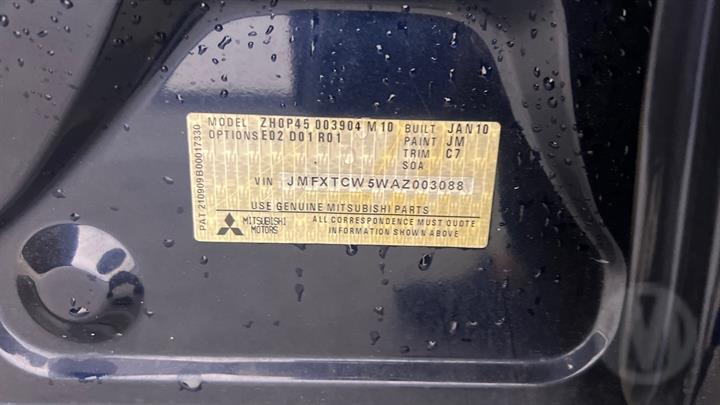 MODEL ZH0P45 003904 M10 BUILT JAN10
OPTIONS E02 D01 R01 PAINT JM
TRIM C7
SOA
VIN JMFXTCW5WAZ003088
USE GENUINE MITSUBISHI PARTS
MITSUBISHI MOTORS
ALL CORRESPONDENCE MUST QUOTE
INFORMATION SHOWN ABOVE
PAT 210909B00017330